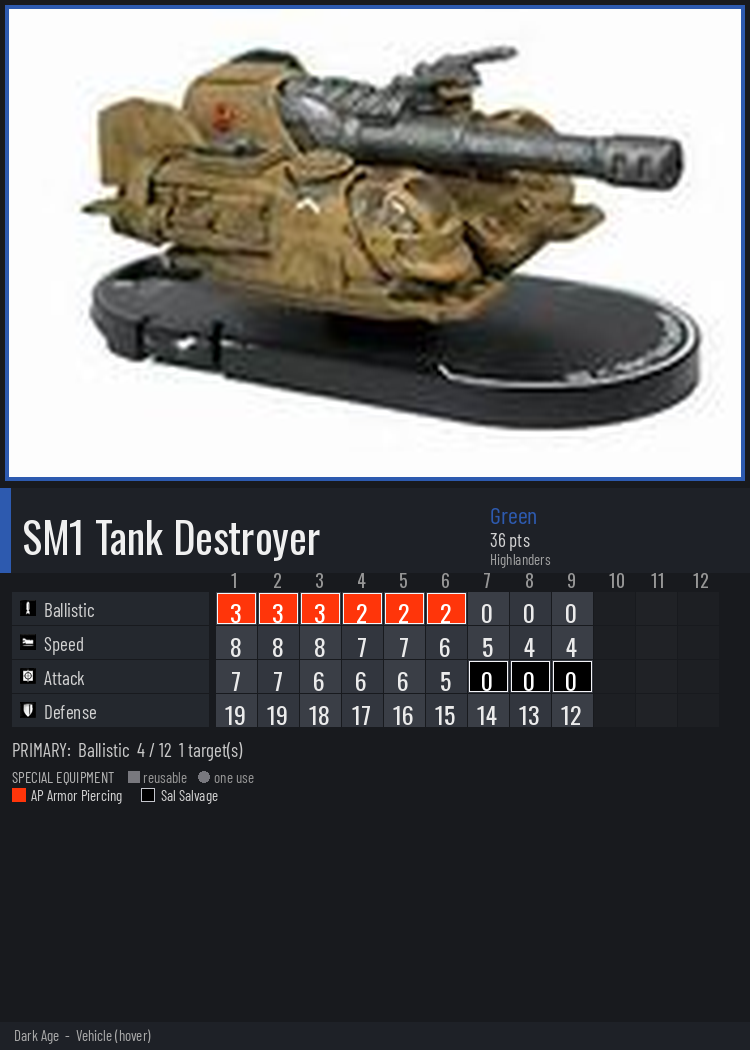 SM1 Tank Destroyer
Green
36 pts
Highlanders
1 2 3 4 5 6 7 8 9 10 11 12
Ballistic 3 3 3 2 2 2 0 0 0
Speed 8 8 8 7 7 6 5 4 4
Attack 7 7 6 6 6 5 0 0 0
Defense 19 19 18 17 16 15 14 13 12
PRIMARY: Ballistic 4 / 12 1 target(s)
SPECIAL EQUIPMENT reusable one use
AP Armor Piercing Sal Salvage
Dark Age - Vehicle (hover)